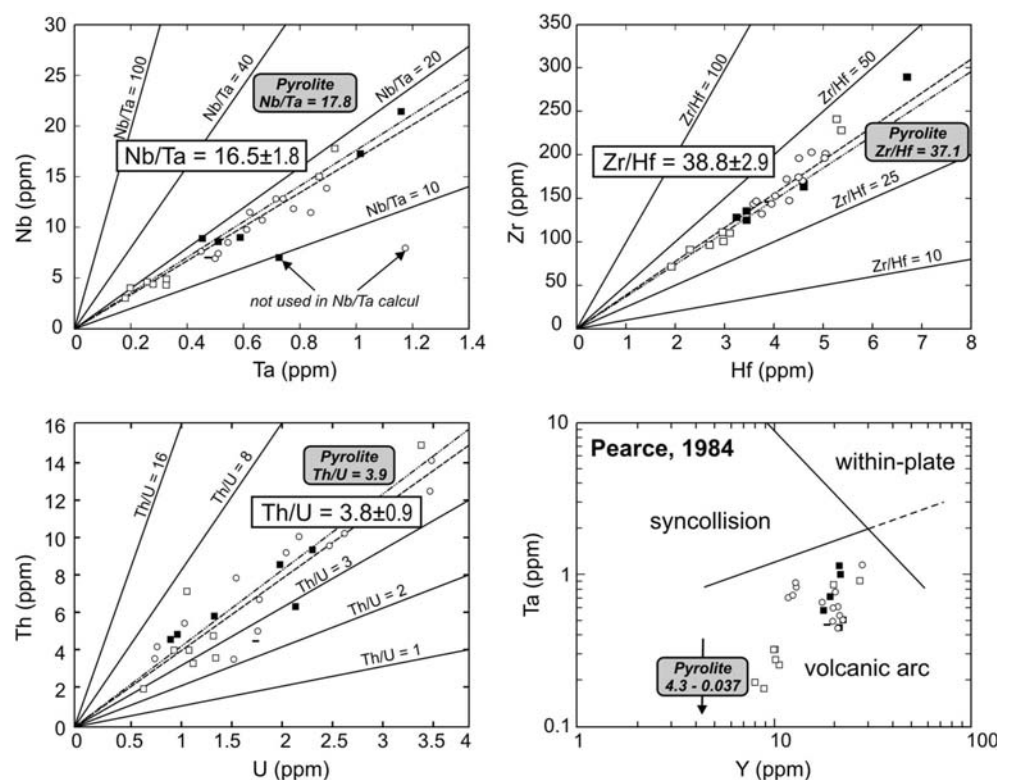 30
25
20
15
10
5
0
0
0.2
0.4
0.6
0.8
1
1.2
1.4
Nb (ppm)
Ta (ppm)
Nb/Ta = 100
Nb/Ta = 40
Nb/Ta = 20
Nb/Ta = 10
Pyrolite
Nb/Ta = 17.8
Nb/Ta = 16.5±1.8
not used in Nb/Ta calcul
350
300
250
200
150
100
50
0
0
1
2
3
4
5
6
7
8
Zr (ppm)
Hf (ppm)
Zr/Hf = 100
Zr/Hf = 50
Zr/Hf = 25
Zr/Hf = 10
Pyrolite
Zr/Hf = 37.1
Zr/Hf = 38.8±2.9
16
14
12
10
8
6
4
2
0
0
0.5
1
1.5
2
2.5
3
3.5
4
Th (ppm)
U (ppm)
Th/U = 16
Th/U = 8
Th/U = 3
Th/U = 2
Th/U = 1
Pyrolite
Th/U = 3.9
Th/U = 3.8±0.9
10
1
0.1
1
10
100
Ta (ppm)
Y (ppm)
Pearce, 1984
within-plate
syncollision
volcanic arc
Pyrolite
4.3 - 0.037